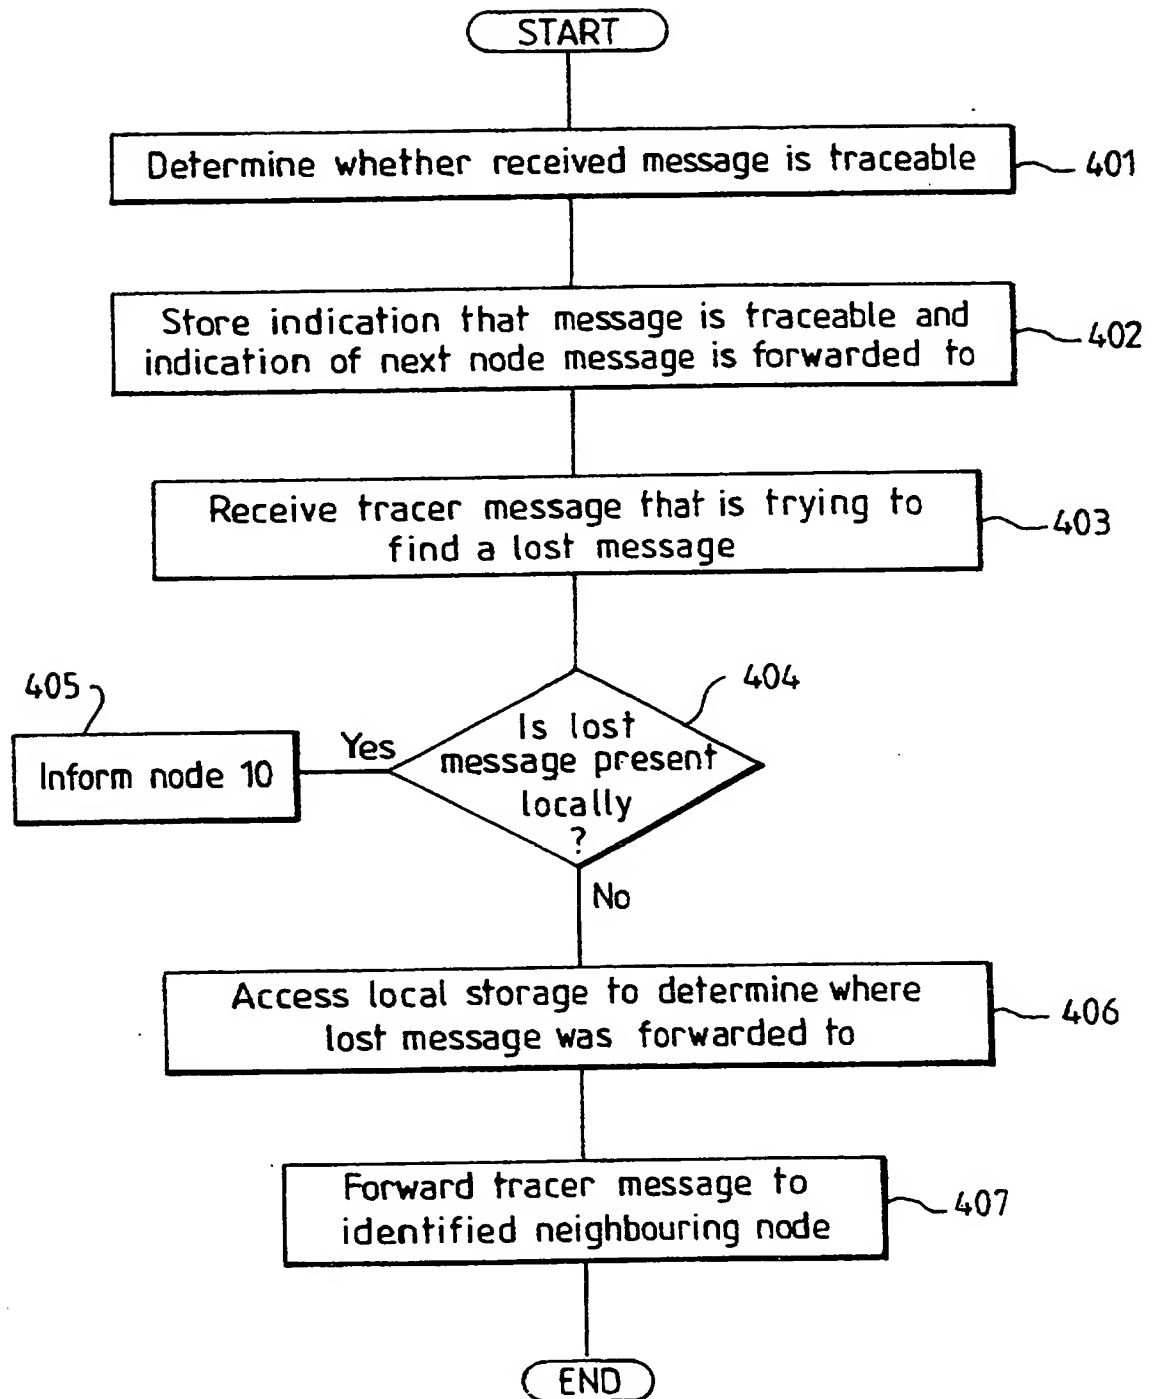 START
Determine whether received message is traceable
401
Store indication that message is traceable and
indication of next node message is forwarded to
402
Receive tracer message that is trying to
find a lost message
403
404
Is lost
message present
locally
?
Yes
405
Inform node 10
No
Access local storage to determine where
lost message was forwarded to
406
Forward tracer message to
identified neighbouring node
407
END